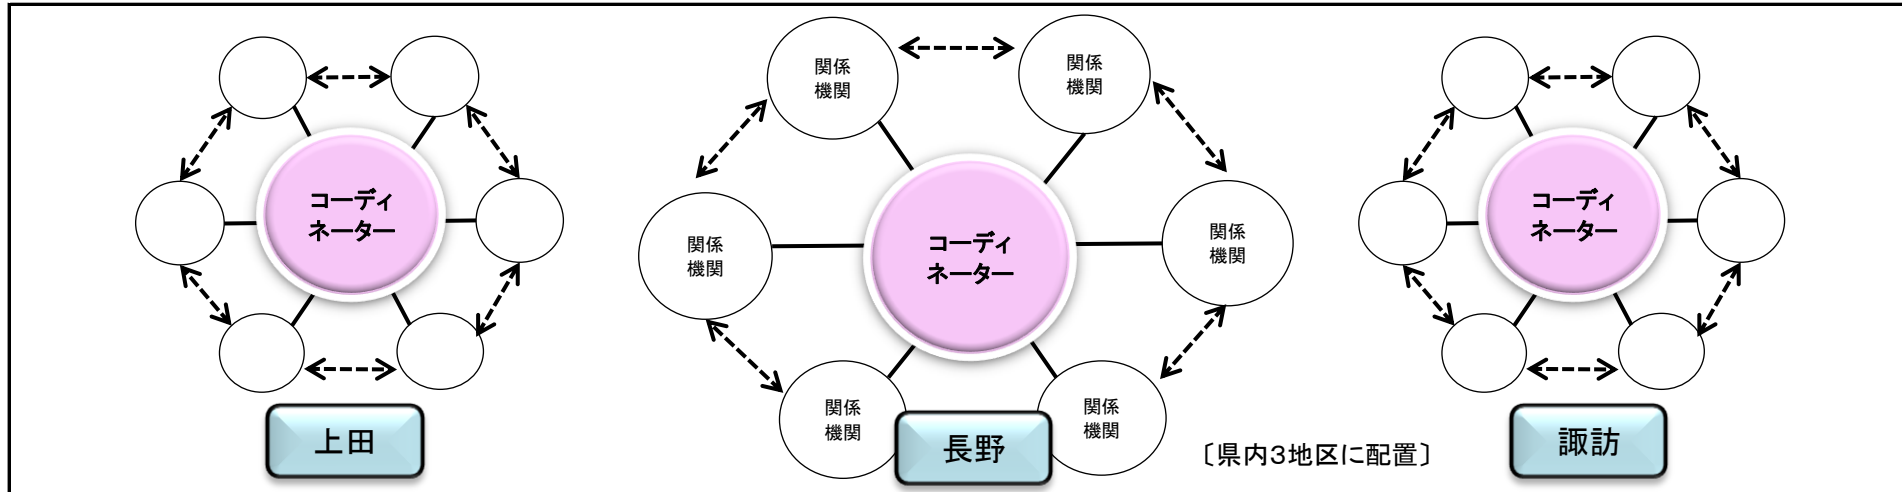 コーディ
ネーター
上田
関係
機関
関係
機関
関係
機関
コーディ
ネーター
関係
機関
関係
機関
関係
機関
長野
〔県内3地区に配置〕
コーディ
ネーター
諏訪